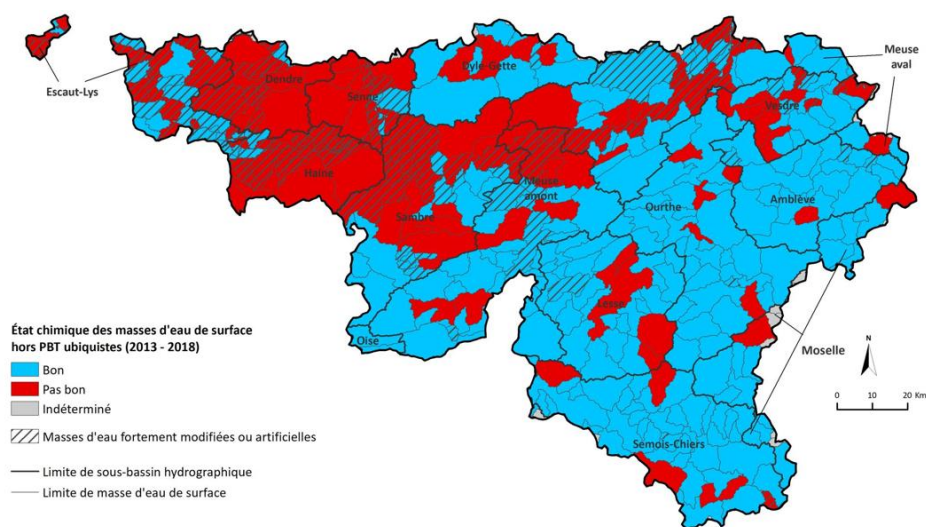 Escaut-Lys
Dendre
Senne
Dyle-Gette
Meuse
aval
Vesdre
Haine
Meuse
amont
Sambre
Ourthe
Amblève
Lesse
Oise
Moselle
Semois-Chiers
État chimique des masses d'eau de surface
hors PBT ubiquistes (2013 - 2018)
Bon
Pas bon
Indéterminé
Masses d'eau fortement modifiées ou artificielles
Limite de sous-bassin hydrographique
Limite de masse d'eau de surface
N
0 10 20 Km